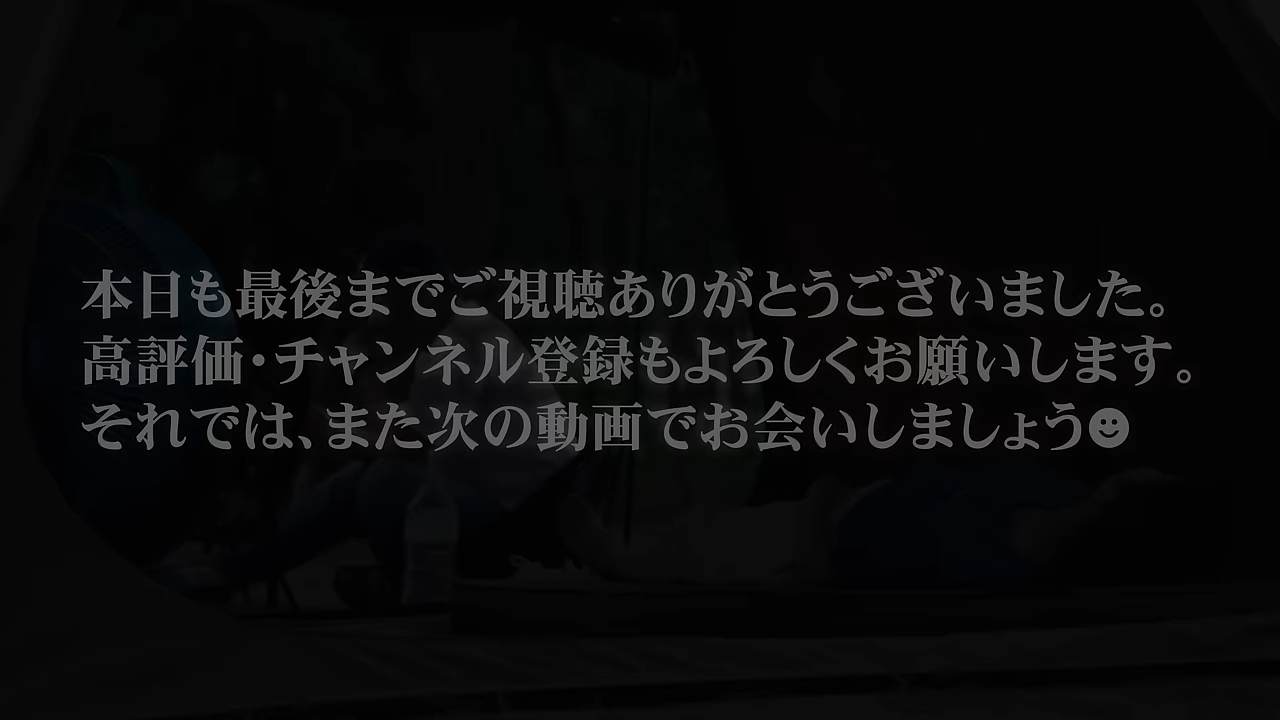 本日も最後までご視聴ありがとうございました。
高評価・チャンネル登録もよろしくお願いします。
それでは、また次の動画でお会いしましょう☻